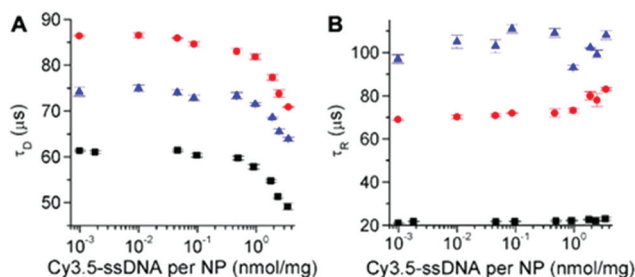 A
B
90
80
70
60
50
τD (μs)
10⁻³ 10⁻² 10⁻¹ 10⁰ 10¹
Cy3.5-ssDNA per NP (nmol/mg)
100
80
60
40
20
τR (μs)
10⁻³ 10⁻² 10⁻¹ 10⁰ 10¹
Cy3.5-ssDNA per NP (nmol/mg)